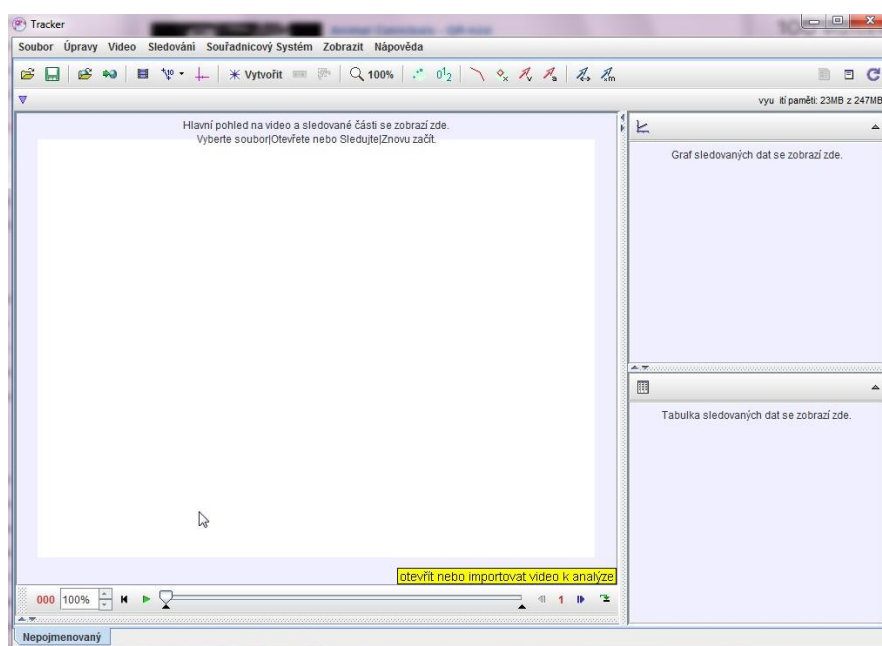 Tracker
Soubor Úpravy Video Sledování Souřadnicový Systém Zobrazit Nápověda
Vytvořit 100%
vyu ití paměti: 23MB z 247MB
Hlavní pohled na video a sledované části se zobrazí zde.
Vyberte soubor|Otevřete nebo Sledujte|Znovu začít.
Graf sledovaných dat se zobrazí zde.
Tabulka sledovaných dat se zobrazí zde.
otevřít nebo importovat video k analýze
000 100% 1
Nepojmenovaný